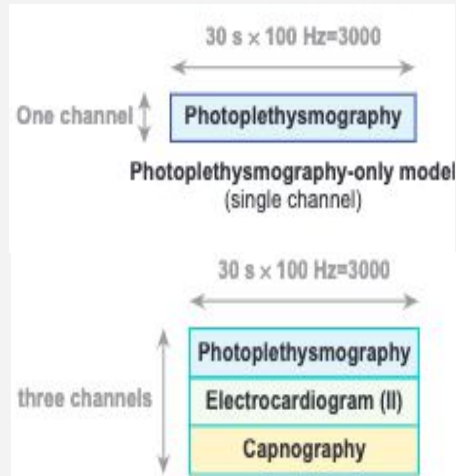 30 s × 100 Hz=3000
One channel
Photoplethysmography
Photoplethysmography-only model
(single channel)
30 s × 100 Hz=3000
Photoplethysmography
three channels
Electrocardiogram (II)
Capnography